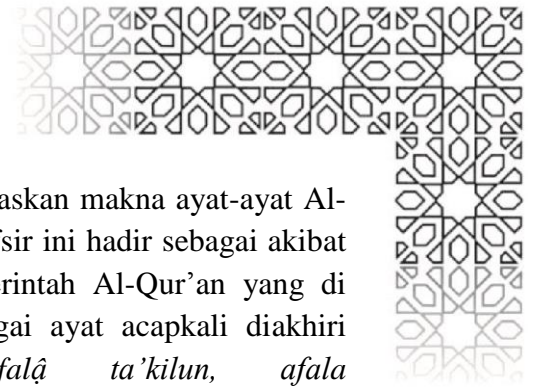 askan makna ayat-ayat Al-
fsir ini hadir sebagai akibat
erintah Al-Qur’an yang di
gai ayat acapkali diakhiri
falậ ta’kilun, afala